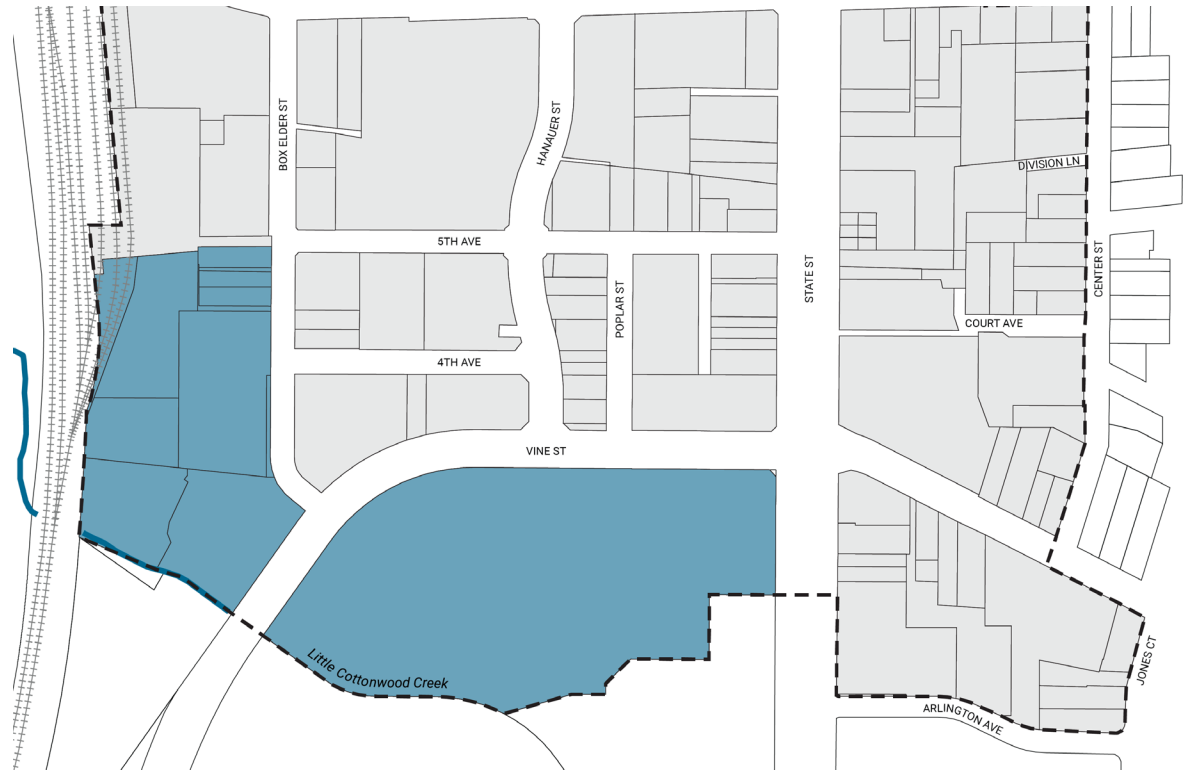 BOX ELDER ST
HANAUER ST
DIVISION LN
5TH AVE
STATE ST
CENTER ST
POPLAR ST
COURT AVE
4TH AVE
VINE ST
Little Cottonwood Creek
JONES CT
ARLINGTON AVE